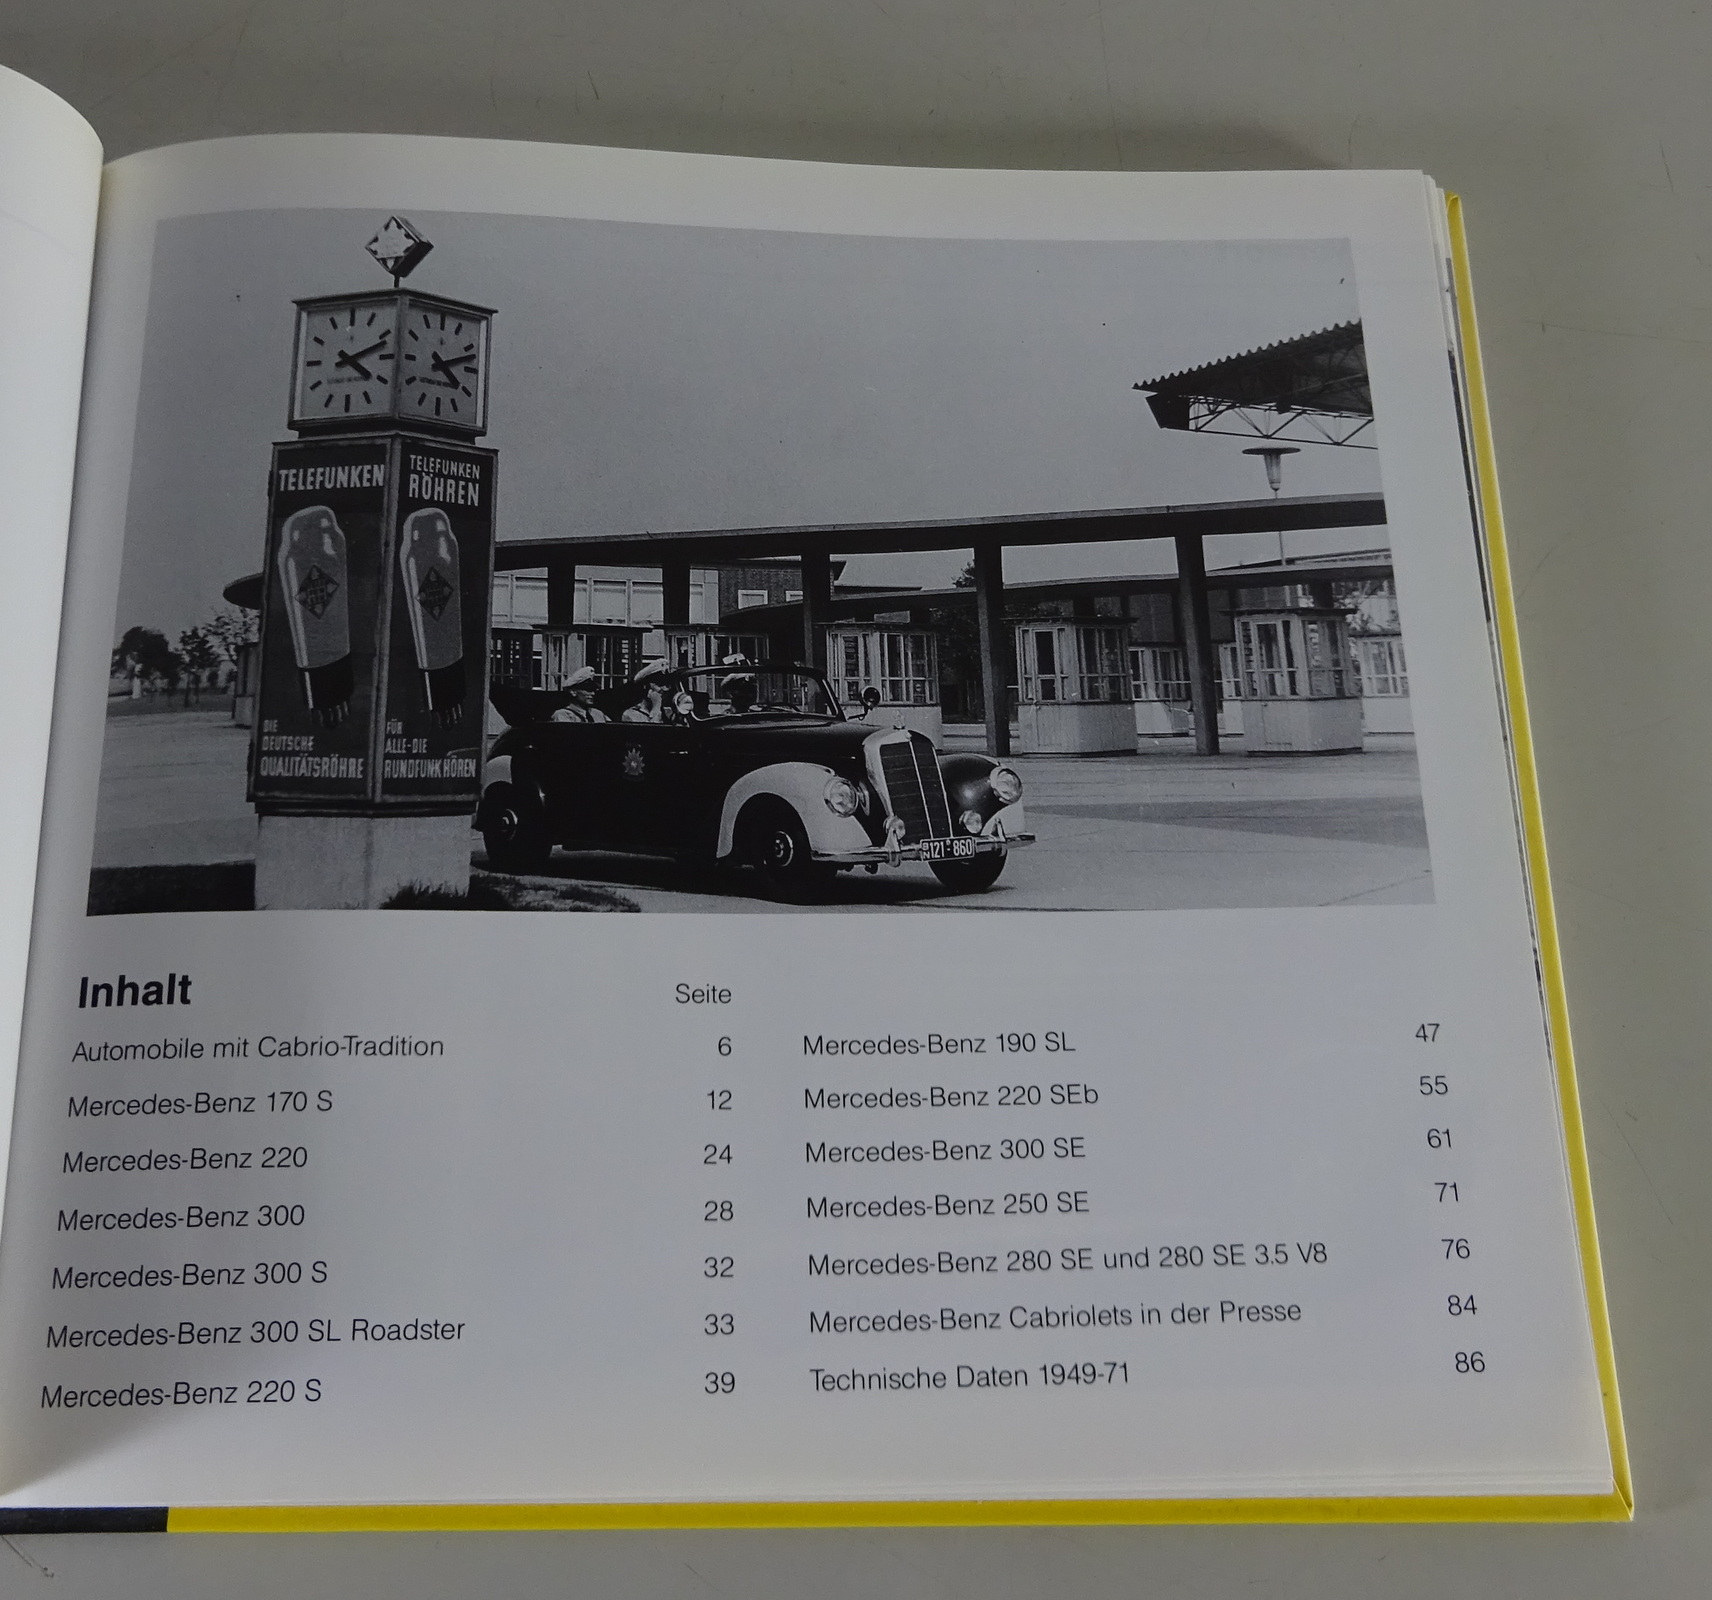 TELEFUNKEN
DIE
DEUTSCHE
QUALITÄTSRÖHRE
TELEFUNKEN
RÖHREN
FÜR
ALLE·DIE
RUNDFUNK HÖREN
BN 121·860
Inhalt
Seite
Automobile mit Cabrio-Tradition 6
Mercedes-Benz 170 S 12
Mercedes-Benz 220 24
Mercedes-Benz 300 28
Mercedes-Benz 300 S 32
Mercedes-Benz 300 SL Roadster 33
Mercedes-Benz 220 S 39
Mercedes-Benz 190 SL 47
Mercedes-Benz 220 SEb 55
Mercedes-Benz 300 SE 61
Mercedes-Benz 250 SE 71
Mercedes-Benz 280 SE und 280 SE 3.5 V8 76
Mercedes-Benz Cabriolets in der Presse 84
Technische Daten 1949-71 86